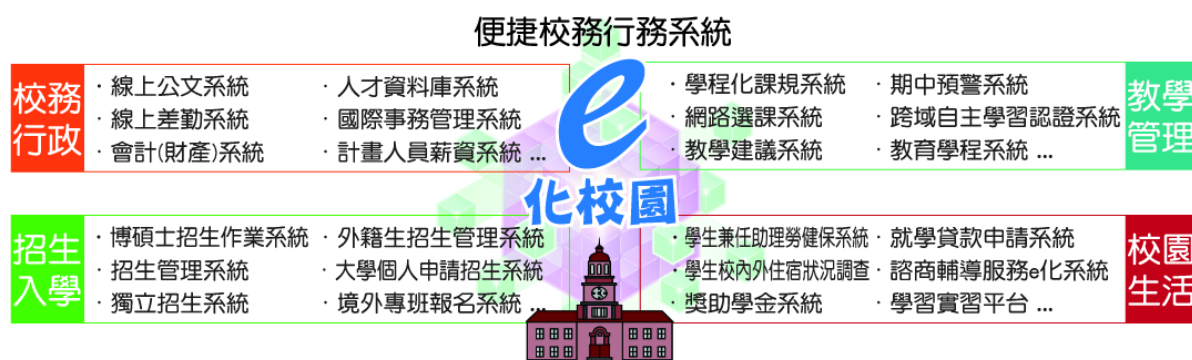 便捷校務行務系統
校務
行政
· 線上公文系統
· 線上差勤系統
· 會計(財產)系統
· 人才資料庫系統
· 國際事務管理系統
· 計畫人員薪資系統 ...
e
化校園
· 學程化課規系統
· 網路選課系統
· 教學建議系統
· 期中預警系統
· 跨域自主學習認證系統
· 教育學程系統 ...
教學
管理
招生
入學
· 博碩士招生作業系統
· 招生管理系統
· 獨立招生系統
· 外籍生招生管理系統
· 大學個人申請招生系統
· 境外專班報名系統 ...
· 學生兼任助理勞健保系統
· 學生校內外住宿狀況調查
· 獎助學金系統
· 就學貸款申請系統
· 諮商輔導服務e化系統
· 學習實習平台 ...
校園
生活